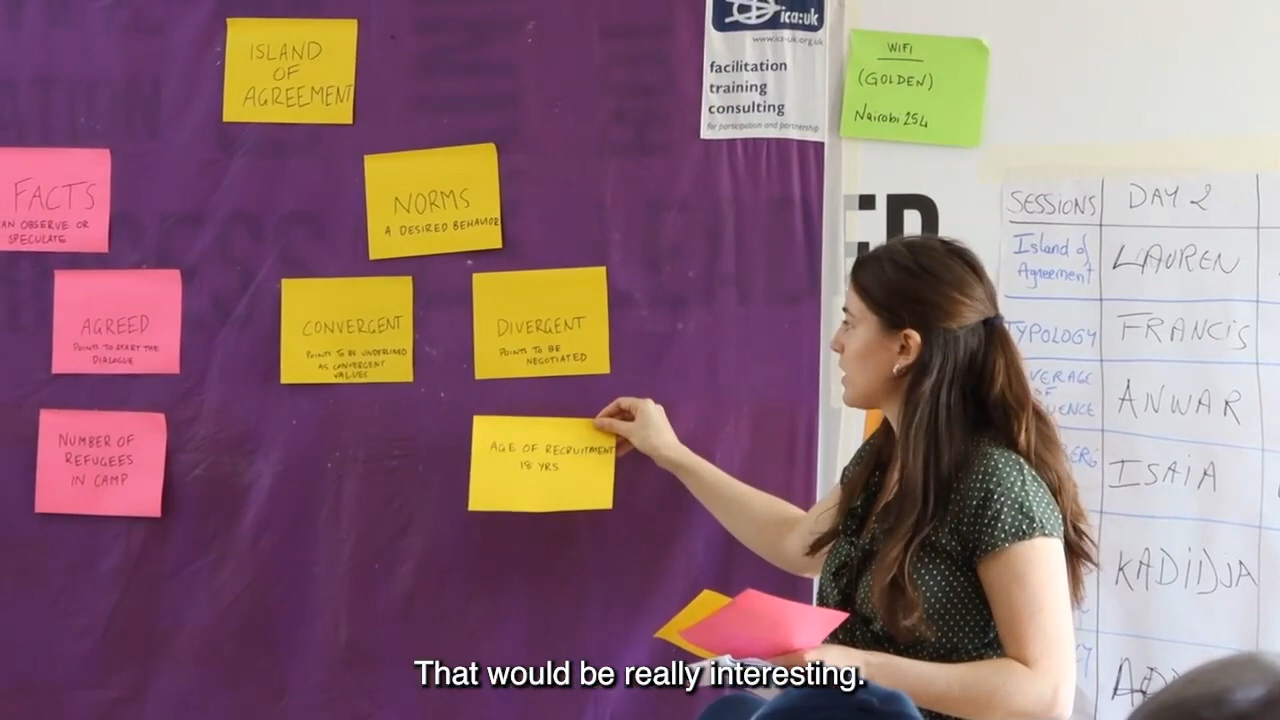 ISLAND
OF
AGREEMENT
FACTS
AN OBSERVE OR
SPECULATE
NORMS
A DESIRED BEHAVIOR
AGREED
POINTS TO START THE
DIALOGUE
CONVERGENT
POINTS TO BE UNDERLINED
AS CONVERGENT
VALUES
DIVERGENT
POINTS TO BE
NEGOTIATED
NUMBER OF
REFUGEES
IN CAMP
AGE OF RECRUITMENT
18 YRS
ica:uk
www.ica-uk.org.uk
facilitation
training
consulting
for participation and partnership
WIFI
(GOLDEN)
Nairobi 254
SESSIONS
DAY 2
Island of
Agreement
LAUREN
TYPOLOGY
FRANCIS
ANWAR
ISAIA
KADIDJA
That would be really interesting.